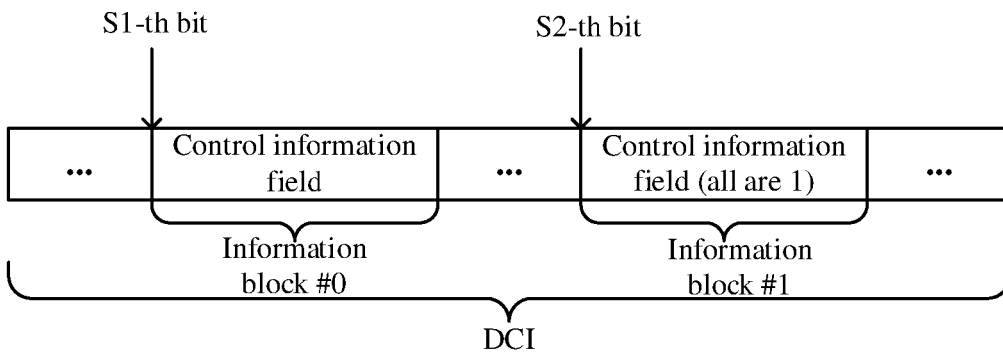 S1-th bit
S2-th bit
... Control information ... Control information ...
field
field (all are 1)
Information
block #0
Information
block #1
DCI